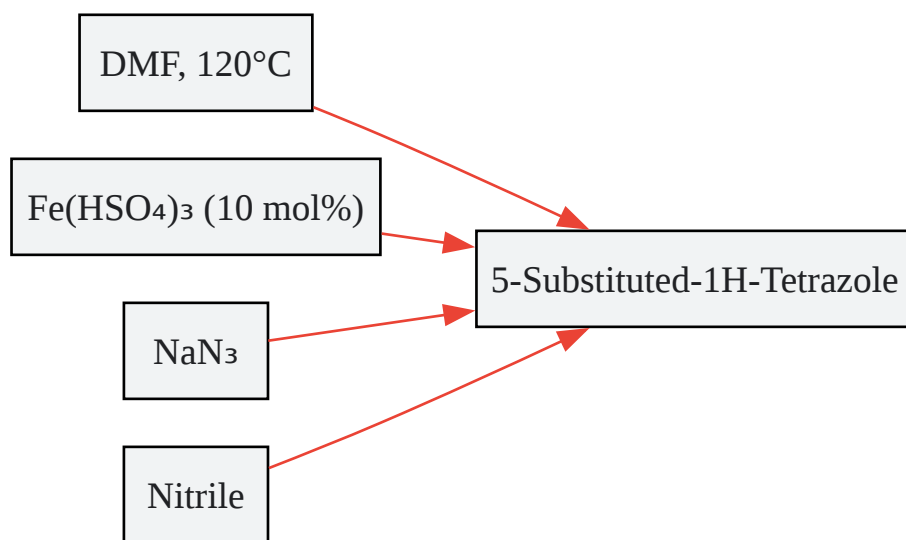 DMF, 120°C
Fe(HSO₄)₃ (10 mol%)
5-Substituted-1H-Tetrazole
NaN₃
Nitrile